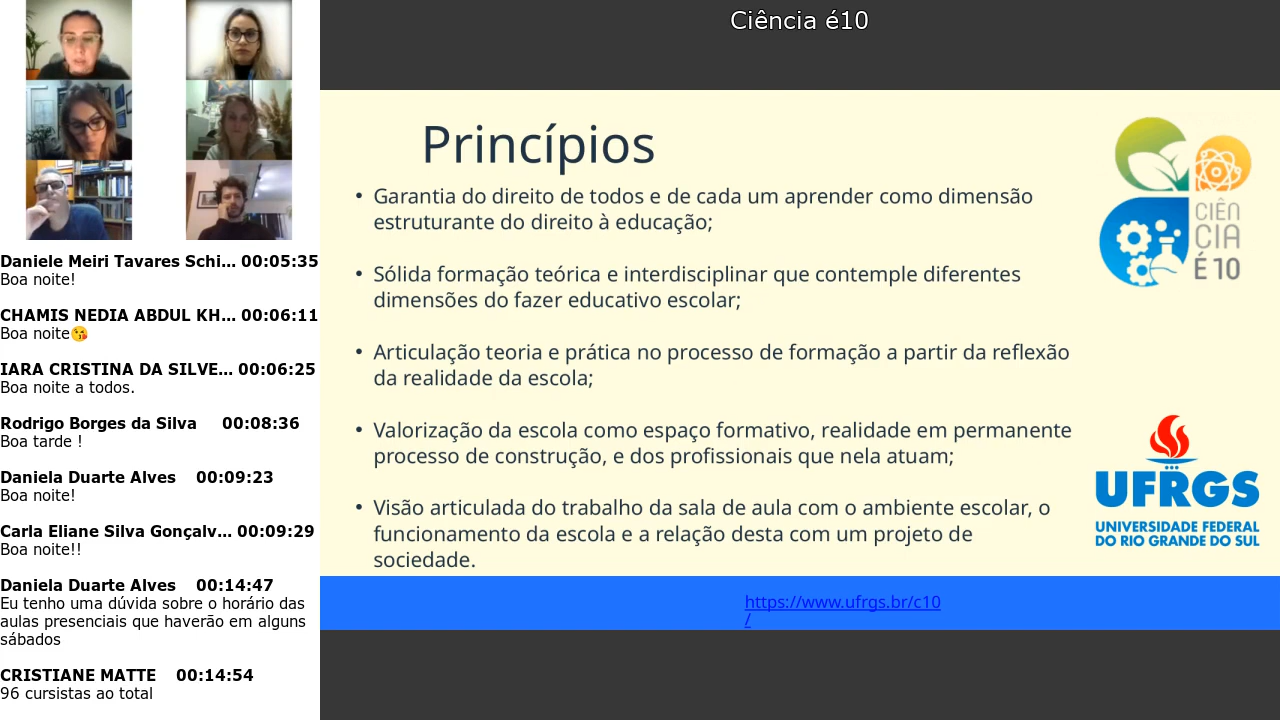 Ciência é10
Daniele Meiri Tavares Schi... 00:05:35
Boa noite!
CHAMIS NEDIA ABDUL KH... 00:06:11
Boa noite😘
IARA CRISTINA DA SILVE... 00:06:25
Boa noite a todos.
Rodrigo Borges da Silva 00:08:36
Boa tarde !
Daniela Duarte Alves 00:09:23
Boa noite!
Carla Eliane Silva Gonçalv... 00:09:29
Boa noite!!
Daniela Duarte Alves 00:14:47
Eu tenho uma dúvida sobre o horário das
aulas presenciais que haverão em alguns
sábados
CRISTIANE MATTE 00:14:54
96 cursistas ao total
Princípios
• Garantia do direito de todos e de cada um aprender como dimensão
estruturante do direito à educação;
• Sólida formação teórica e interdisciplinar que contemple diferentes
dimensões do fazer educativo escolar;
• Articulação teoria e prática no processo de formação a partir da reflexão
da realidade da escola;
• Valorização da escola como espaço formativo, realidade em permanente
processo de construção, e dos profissionais que nela atuam;
• Visão articulada do trabalho da sala de aula com o ambiente escolar, o
funcionamento da escola e a relação desta com um projeto de
sociedade.
CIÊN
CIA
É 10
UFRGS
UNIVERSIDADE FEDERAL
DO RIO GRANDE DO SUL
https://www.ufrgs.br/c10
/